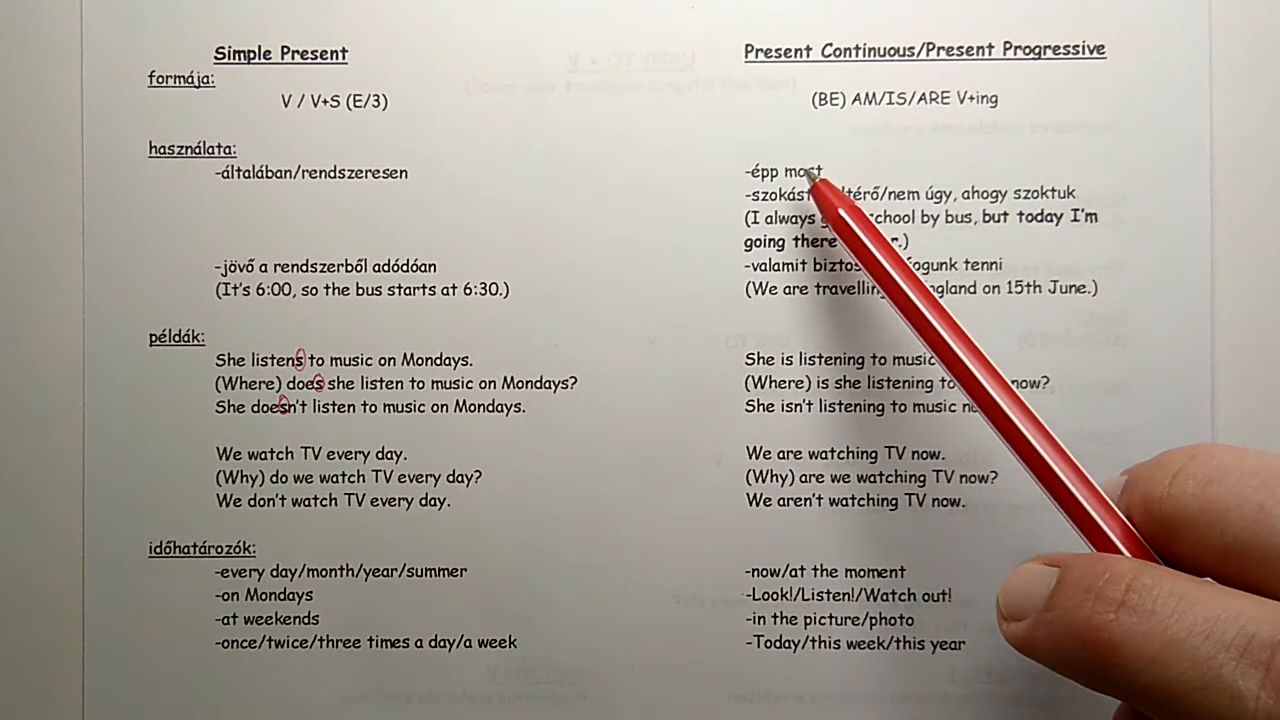 Simple Present
formája:
V / V+S (E/3)
használata:
-általában/rendszeresen
-jövő a rendszerből adódóan
(It's 6:00, so the bus starts at 6:30.)
példák:
She listens to music on Mondays.
(Where) does she listen to music on Mondays?
She doesn't listen to music on Mondays.
We watch TV every day.
(Why) do we watch TV every day?
We don't watch TV every day.
időhatározók:
-every day/month/year/summer
-on Mondays
-at weekends
-once/twice/three times a day/a week
Present Continuous/Present Progressive
(BE) AM/IS/ARE V+ing
-épp most
nem úgy, ahogy szoktuk
(I always school by bus, but today I'm
going there
-valamit fogunk tenni
(We are on 15th June.)
She is listening to music
(Where) is she listening to now?
She isn't listening to music
We are watching TV now.
(Why) are we watching TV now?
We aren't watching TV now.
-now/at the moment
-Look!/Listen!/Watch out!
-in the picture/photo
-Today/this week/this year